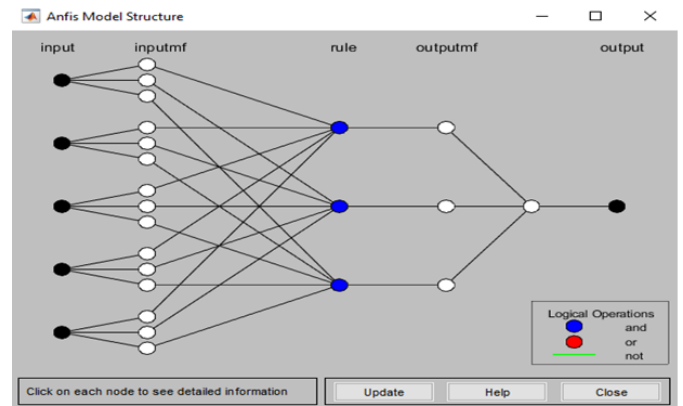 Anfis Model Structure
input inputmf rule outputmf output
Logical Operations
and
or
not
Click on each node to see detailed information
Update Help Close